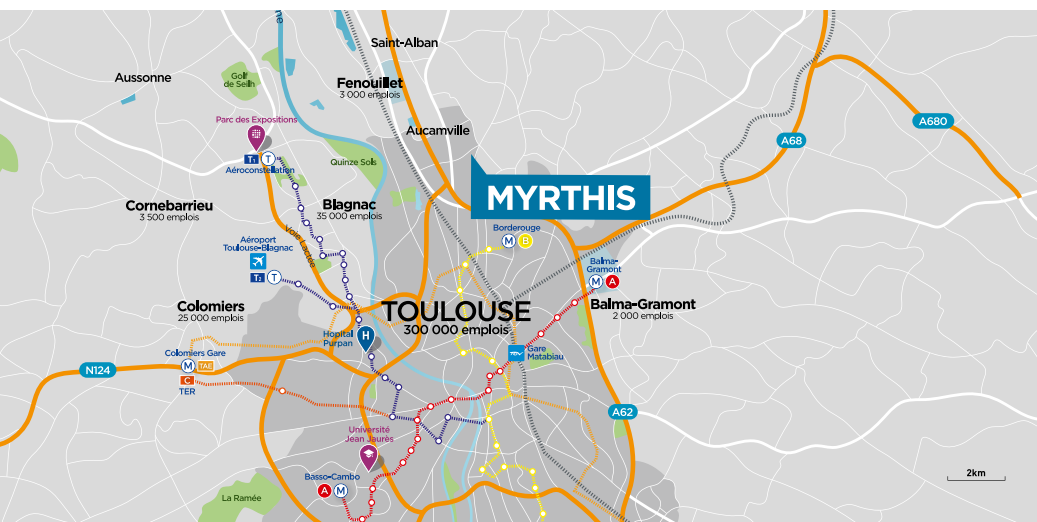 Saint-Alban
Aussonne
Golf
de Seilh
Fenouillet
3 000 emplois
Parc des Expositions
A680
Aucamville
A68
T1 T
Aéroconstellation
Quinze Sols
MYRTHIS
Cornebarrieu
3 500 emplois
Blagnac
35 000 emplois
Voie Lactée
Borderouge
M B
Aéroport
Toulouse-Blagnac
T2 T
Balma-
Gramont
M A
Colomiers
25 000 emplois
TOULOUSE
300 000 emplois
Balma-Gramont
2 000 emplois
H
Hopital
Purpan
Colomiers Gare
M TAE
C
TER
N124
Gare
Matabiau
A62
Université
Jean Jaurès
Basso-Cambo
A M
La Ramée
2km